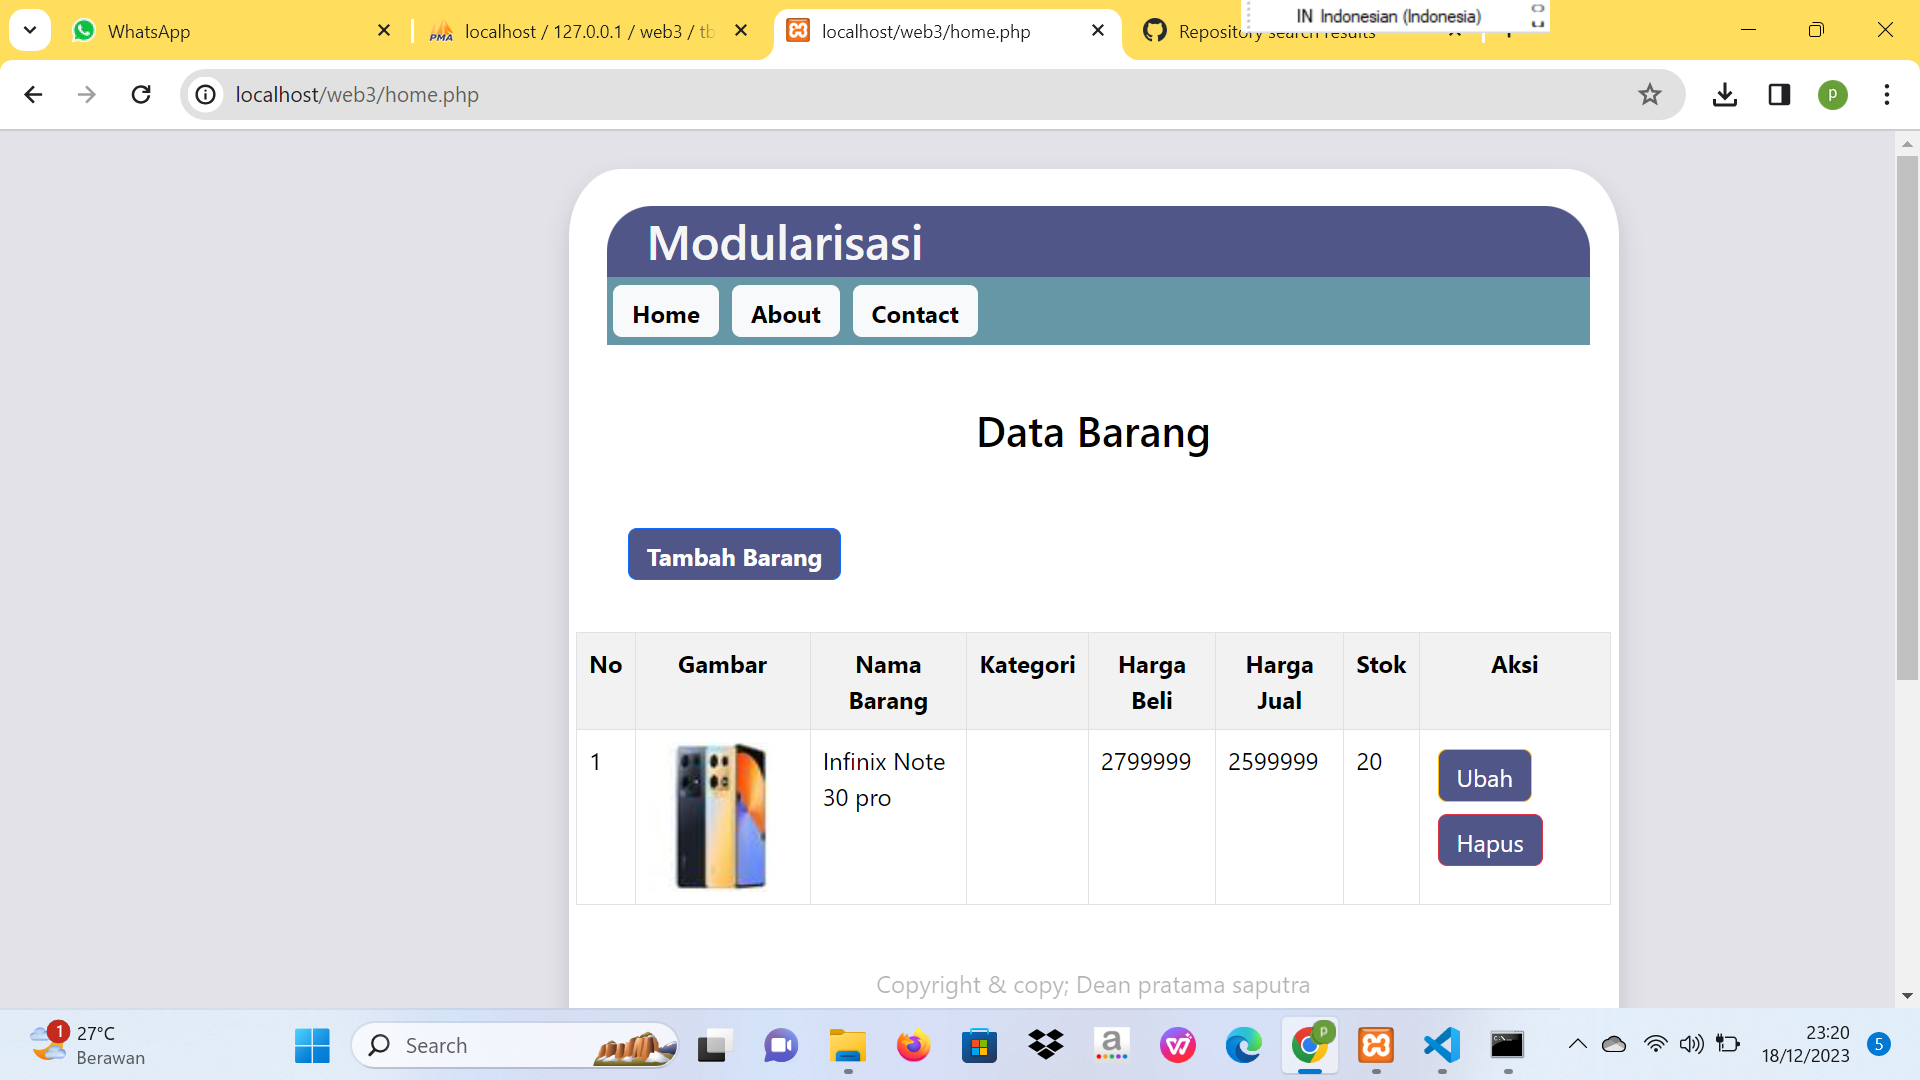 WhatsApp
PMA localhost / 127.0.0.1 / web3 / tb
localhost/web3/home.php
Repository search results
IN Indonesian (Indonesia)
localhost/web3/home.php
p
Modularisasi
Home About Contact
Data Barang
Tambah Barang
No Gambar Nama Barang Kategori Harga Beli Harga Jual Stok Aksi
1 Infinix Note 30 pro 2799999 2599999 20 Ubah
Hapus
Copyright & copy; Dean pratama saputra
1 27°C
Berawan
Search
a
p
23:20
18/12/2023
5